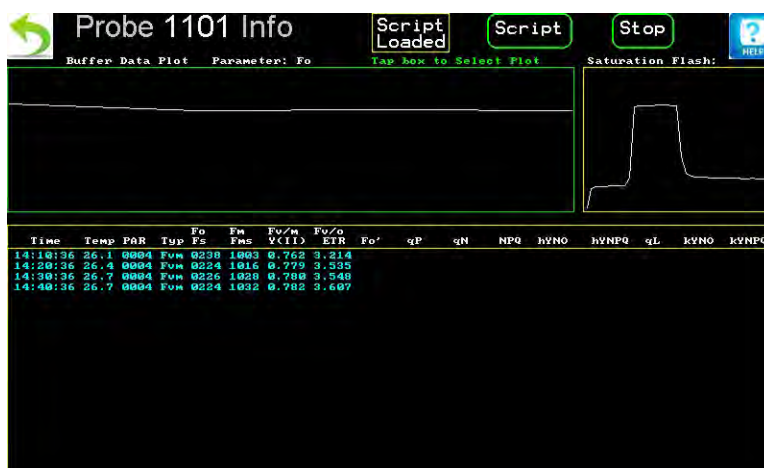 Probe 1101 Info
Script Loaded
Script
Stop
?
HELP
Buffer Data Plot Parameter: Fo
Tap box to Select Plot
Saturation Flash:
Fo Fm Fv/m Fv/o
Time Temp PAR Typ Fs Fms Y(II) ETR Fo' qP qN NPQ hYNO hYNPQ qL kYNO kYNPQ
14:10:36 26.1 0004 Fvm 0238 1003 0.762 3.214
14:20:36 26.4 0004 Fvm 0224 1016 0.779 3.535
14:30:36 26.7 0004 Fvm 0226 1028 0.780 3.548
14:40:36 26.7 0004 Fvm 0224 1032 0.782 3.607